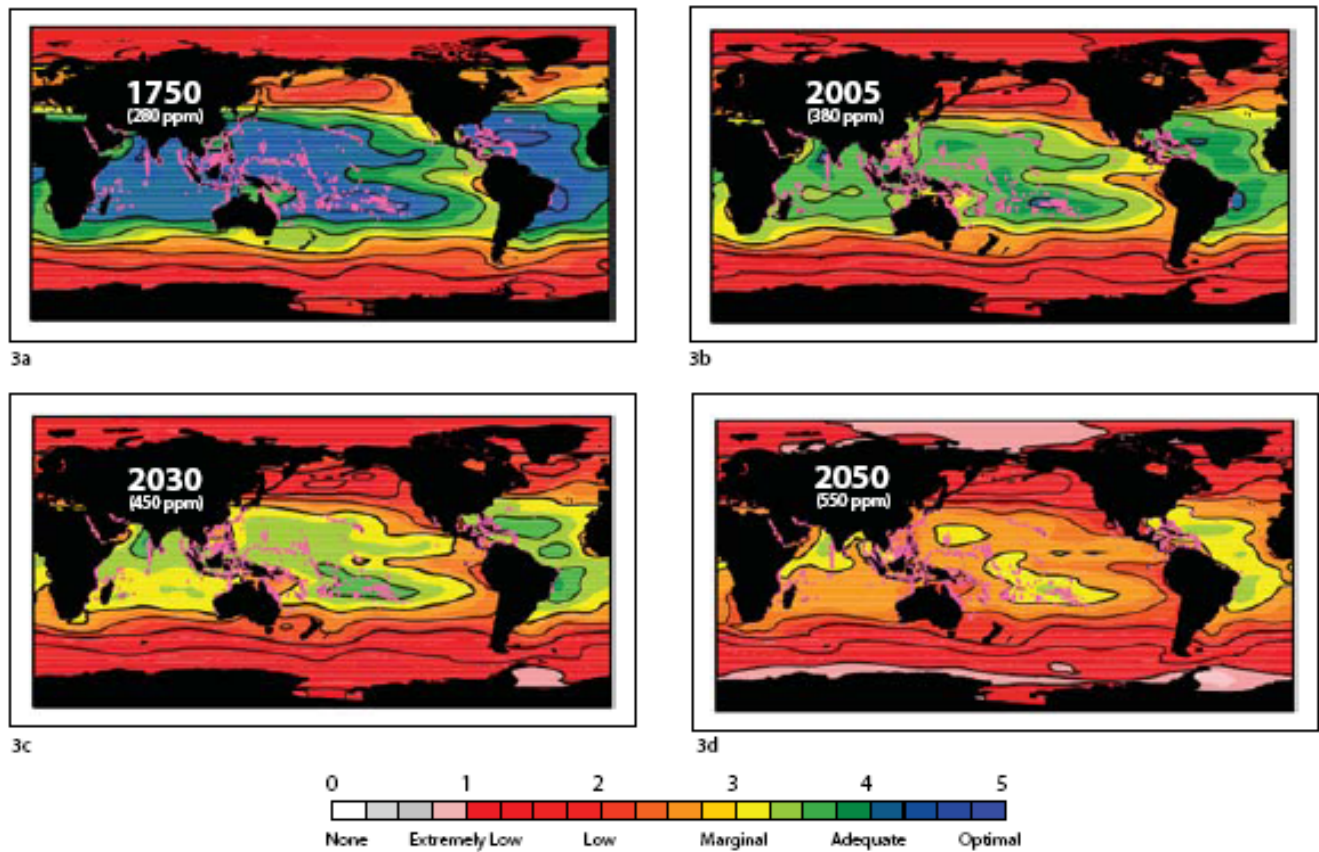 1750
(280 ppm)
2005
(380 ppm)
3a
3b
2030
(450 ppm)
2050
(550 ppm)
3c
3d
0 1 2 3 4 5
None Extremely Low Low Marginal Adequate Optimal